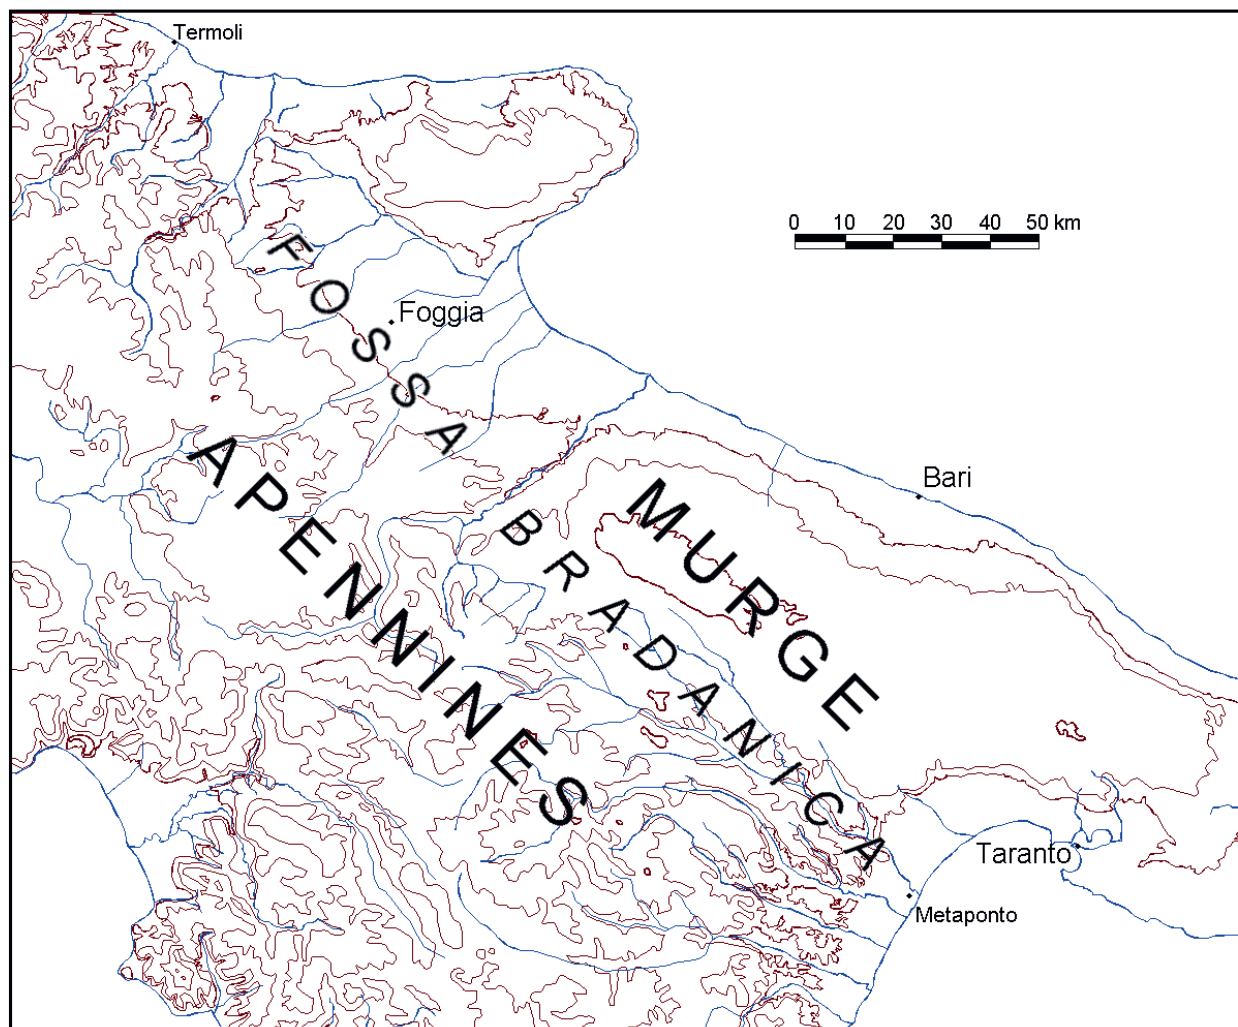 Termoli
0 10 20 30 40 50 km
FOSSA
Foggia
APENNINES
BRADANICA
MURGE
Bari
Taranto
Metaponto